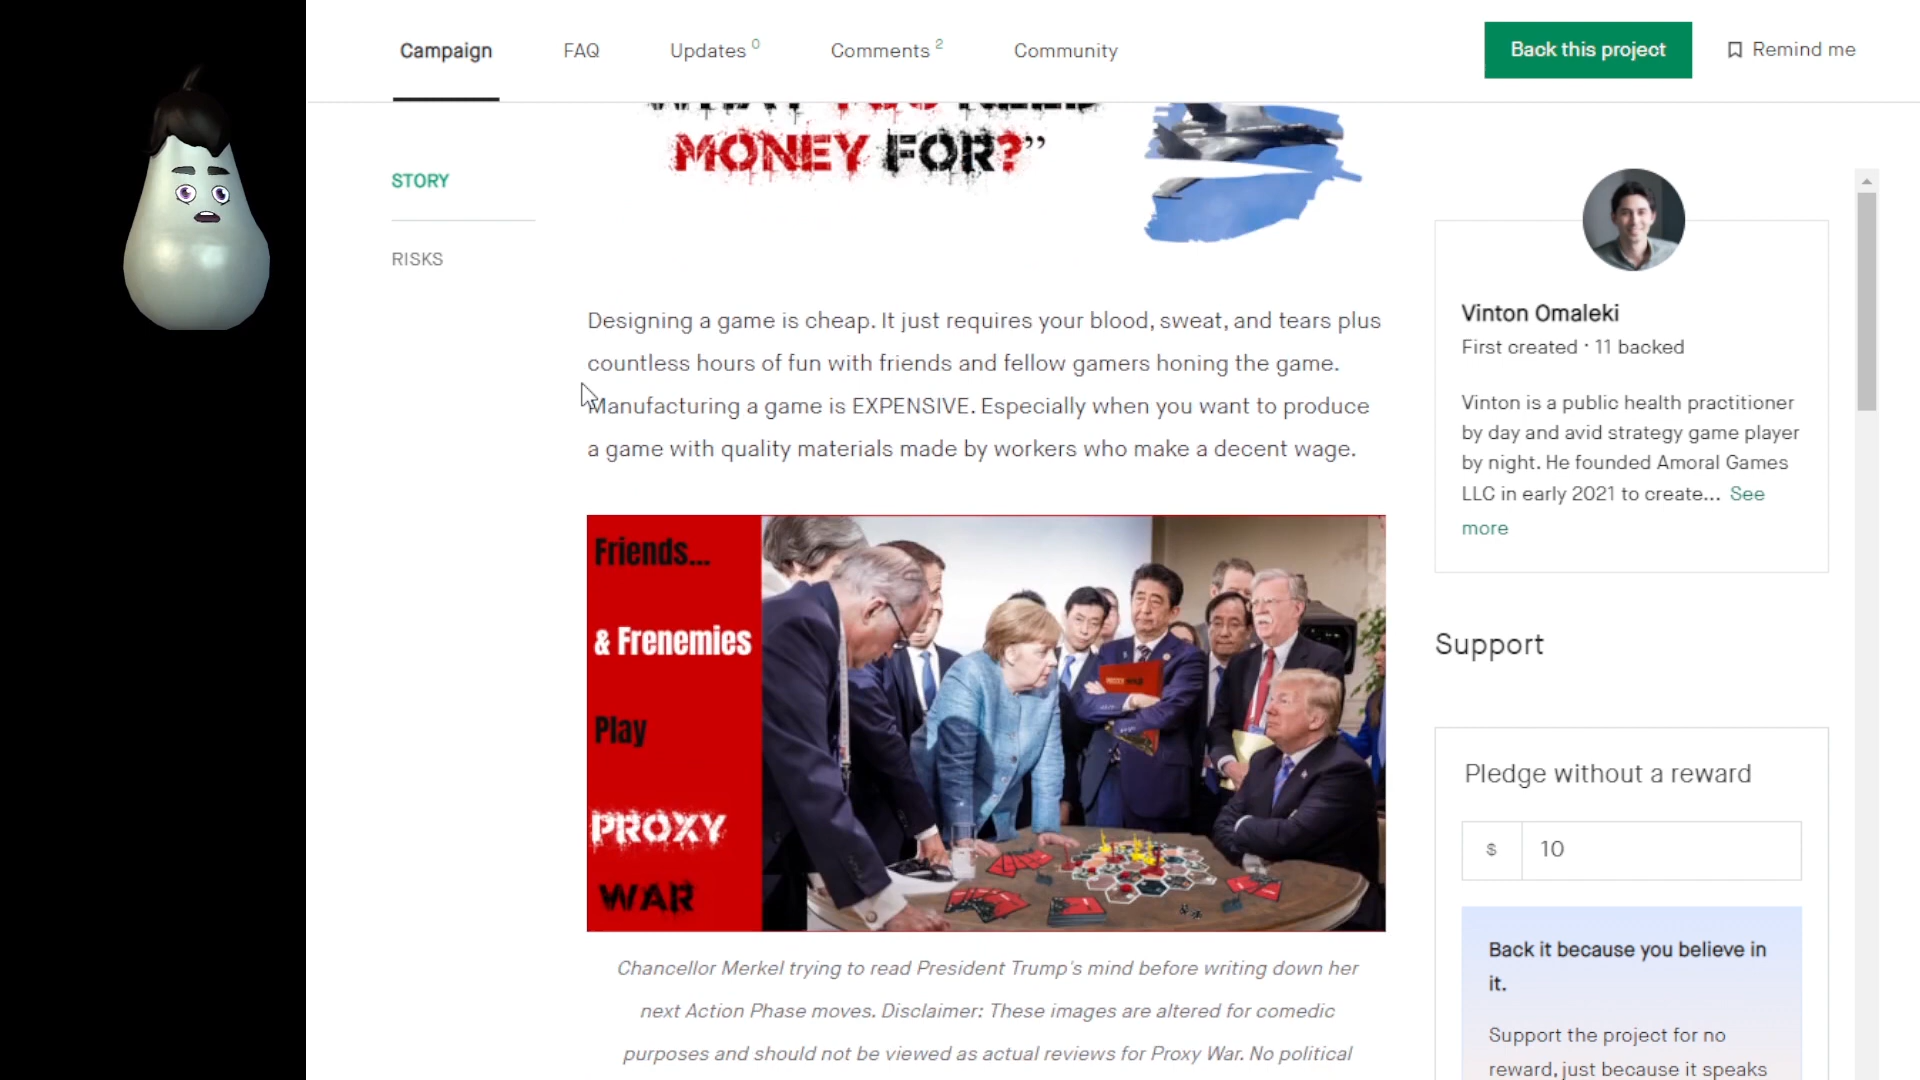 Campaign
FAQ
Updates 0
Comments 2
Community
Back this project
Remind me
WHAT YOU NEED
MONEY FOR?”
STORY
RISKS
Designing a game is cheap. It just requires your blood, sweat, and tears plus
countless hours of fun with friends and fellow gamers honing the game.
Manufacturing a game is EXPENSIVE. Especially when you want to produce
a game with quality materials made by workers who make a decent wage.
Friends...
& Frenemies
Play
PROXY
WAR
PROXY WAR
Chancellor Merkel trying to read President Trump's mind before writing down her
next Action Phase moves. Disclaimer: These images are altered for comedic
purposes and should not be viewed as actual reviews for Proxy War. No political
Vinton Omaleki
First created · 11 backed
Vinton is a public health practitioner
by day and avid strategy game player
by night. He founded Amoral Games
LLC in early 2021 to create... See
more
Support
Pledge without a reward
$ 10
Back it because you believe in
it.
Support the project for no
reward, just because it speaks